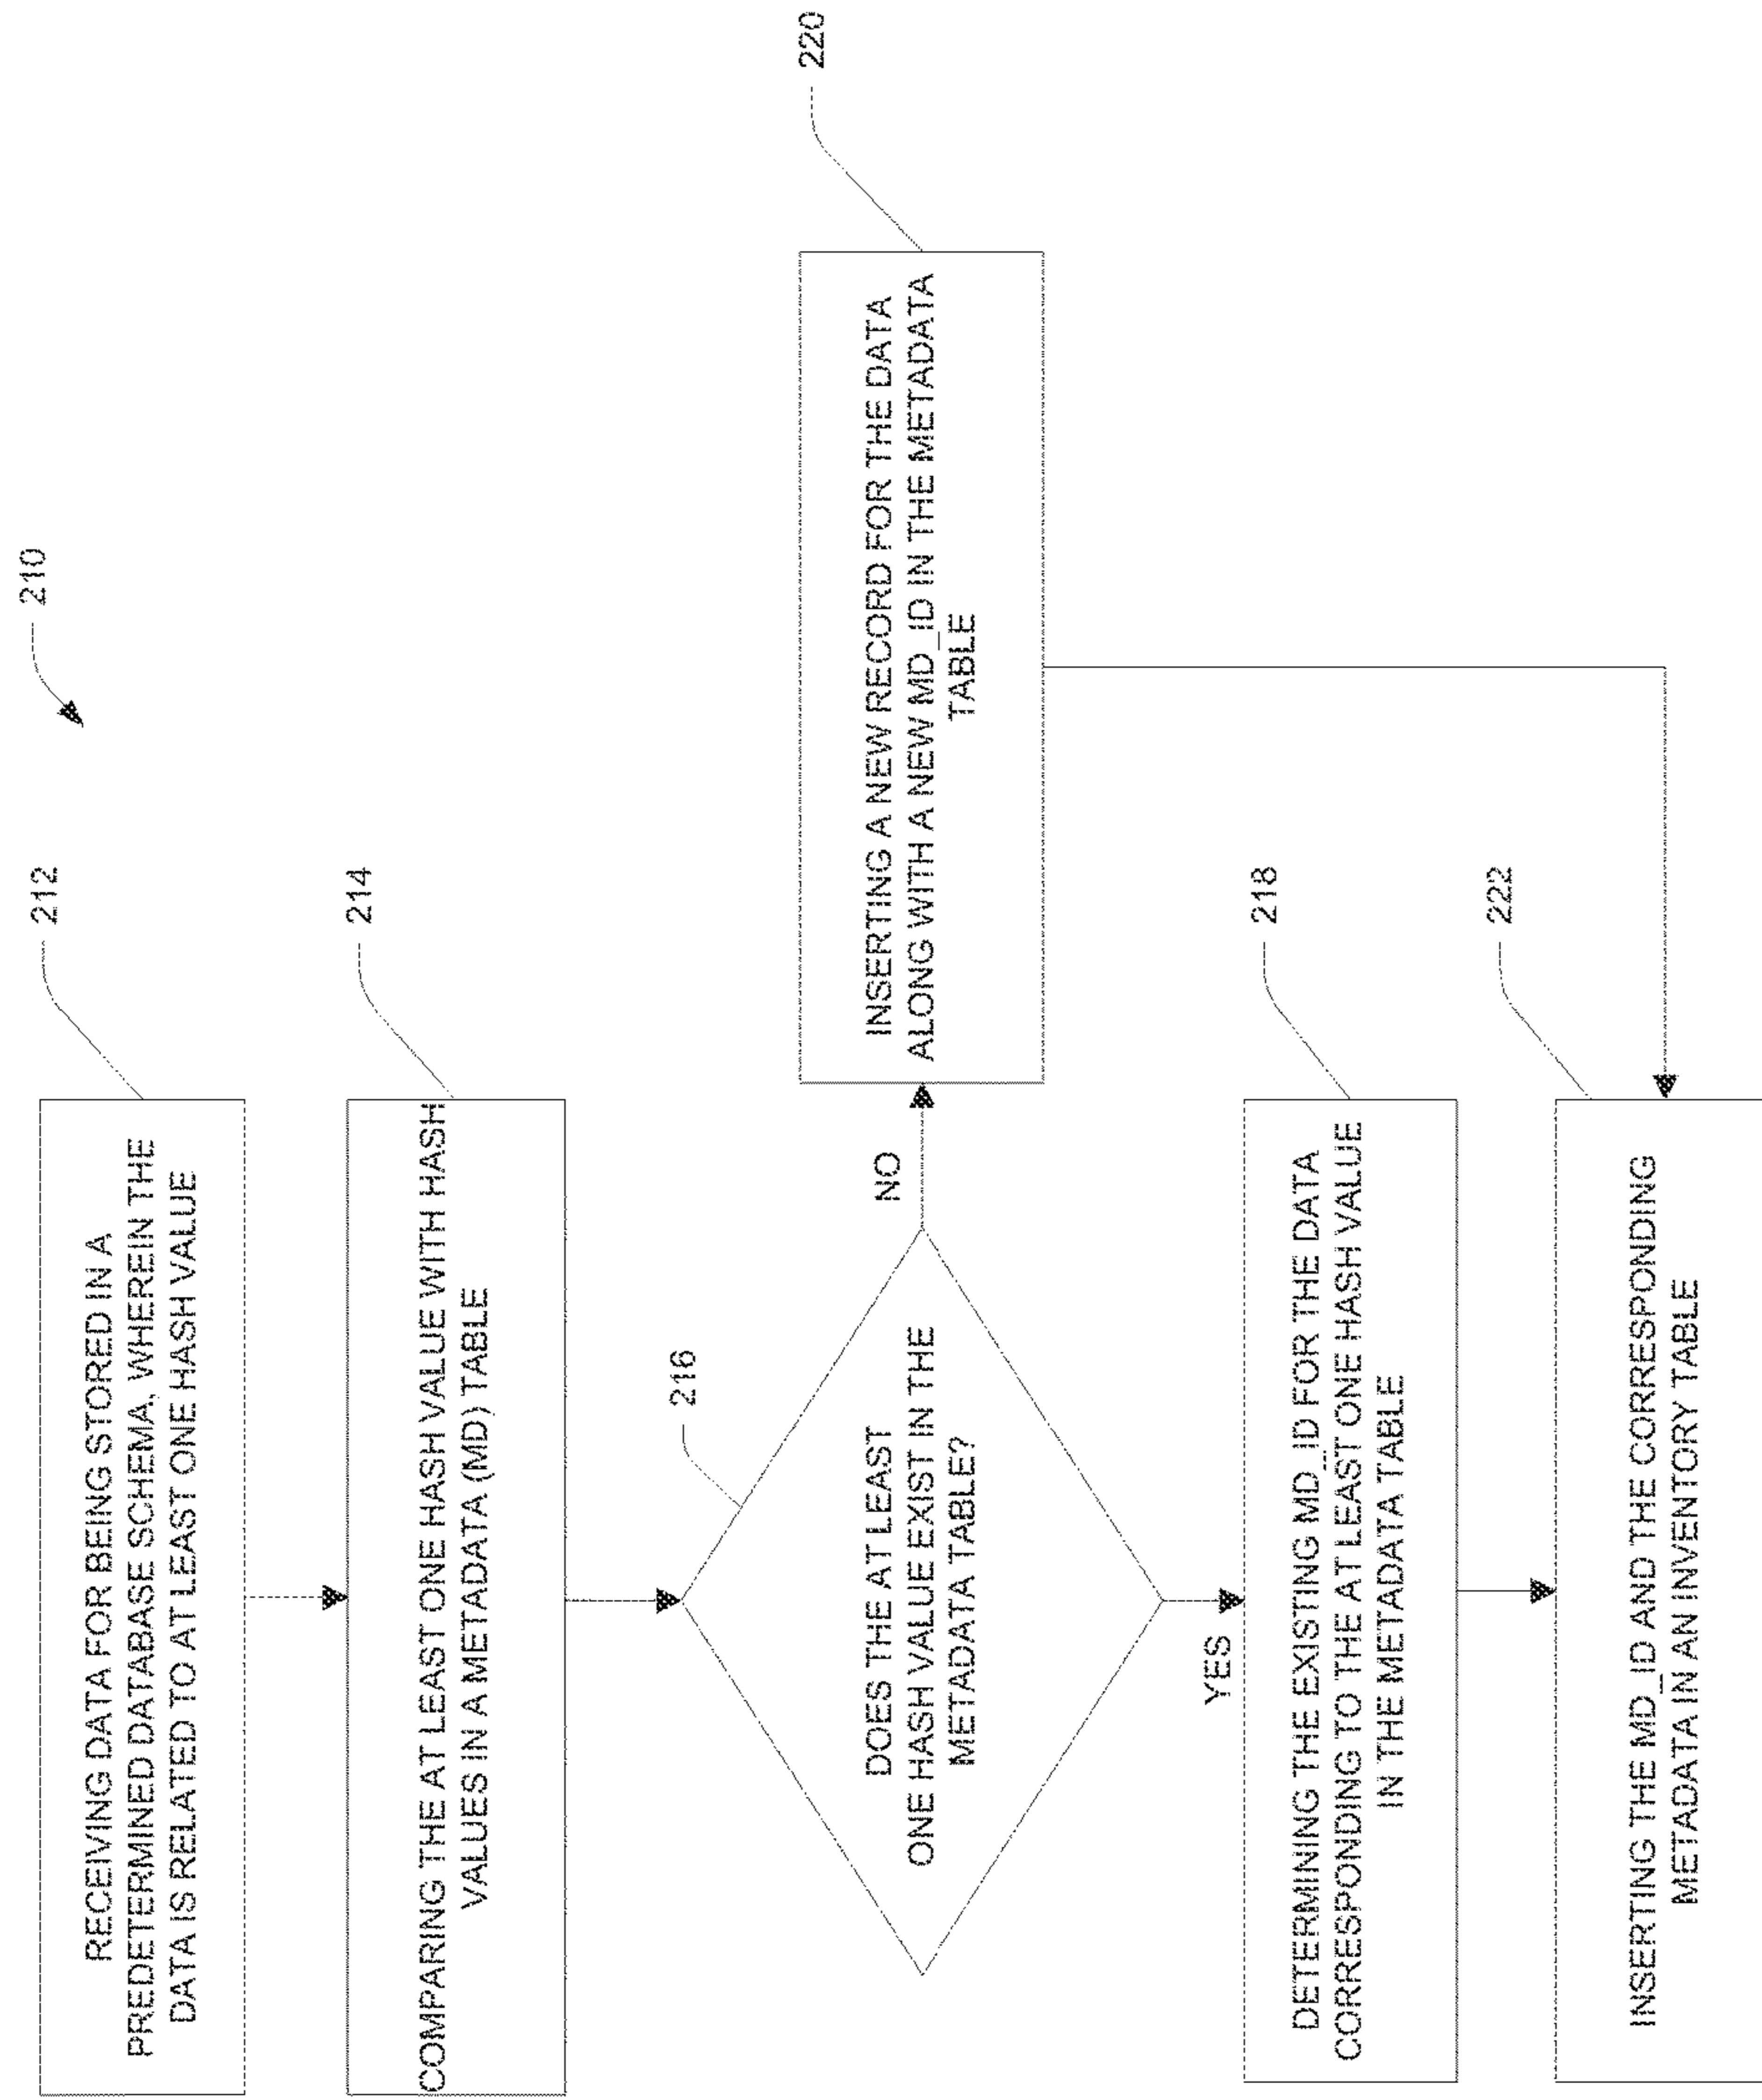 210
212
RECEIVING DATA FOR BEING STORED IN A
PREDETERMINED DATABASE SCHEMA, WHEREIN THE
DATA IS RELATED TO AT LEAST ONE HASH VALUE
214
COMPARING THE AT LEAST ONE HASH VALUE WITH HASH
VALUES IN A METADATA (MD) TABLE
216
DOES THE AT LEAST
ONE HASH VALUE EXIST IN THE
METADATA TABLE?
NO
220
INSERTING A NEW RECORD FOR THE DATA
ALONG WITH A NEW MD_ID IN THE METADATA
TABLE
YES
218
DETERMINING THE EXISTING MD_ID FOR THE DATA
CORRESPONDING TO THE AT LEAST ONE HASH VALUE
IN THE METADATA TABLE
222
INSERTING THE MD_ID AND THE CORRESPONDING
METADATA IN AN INVENTORY TABLE